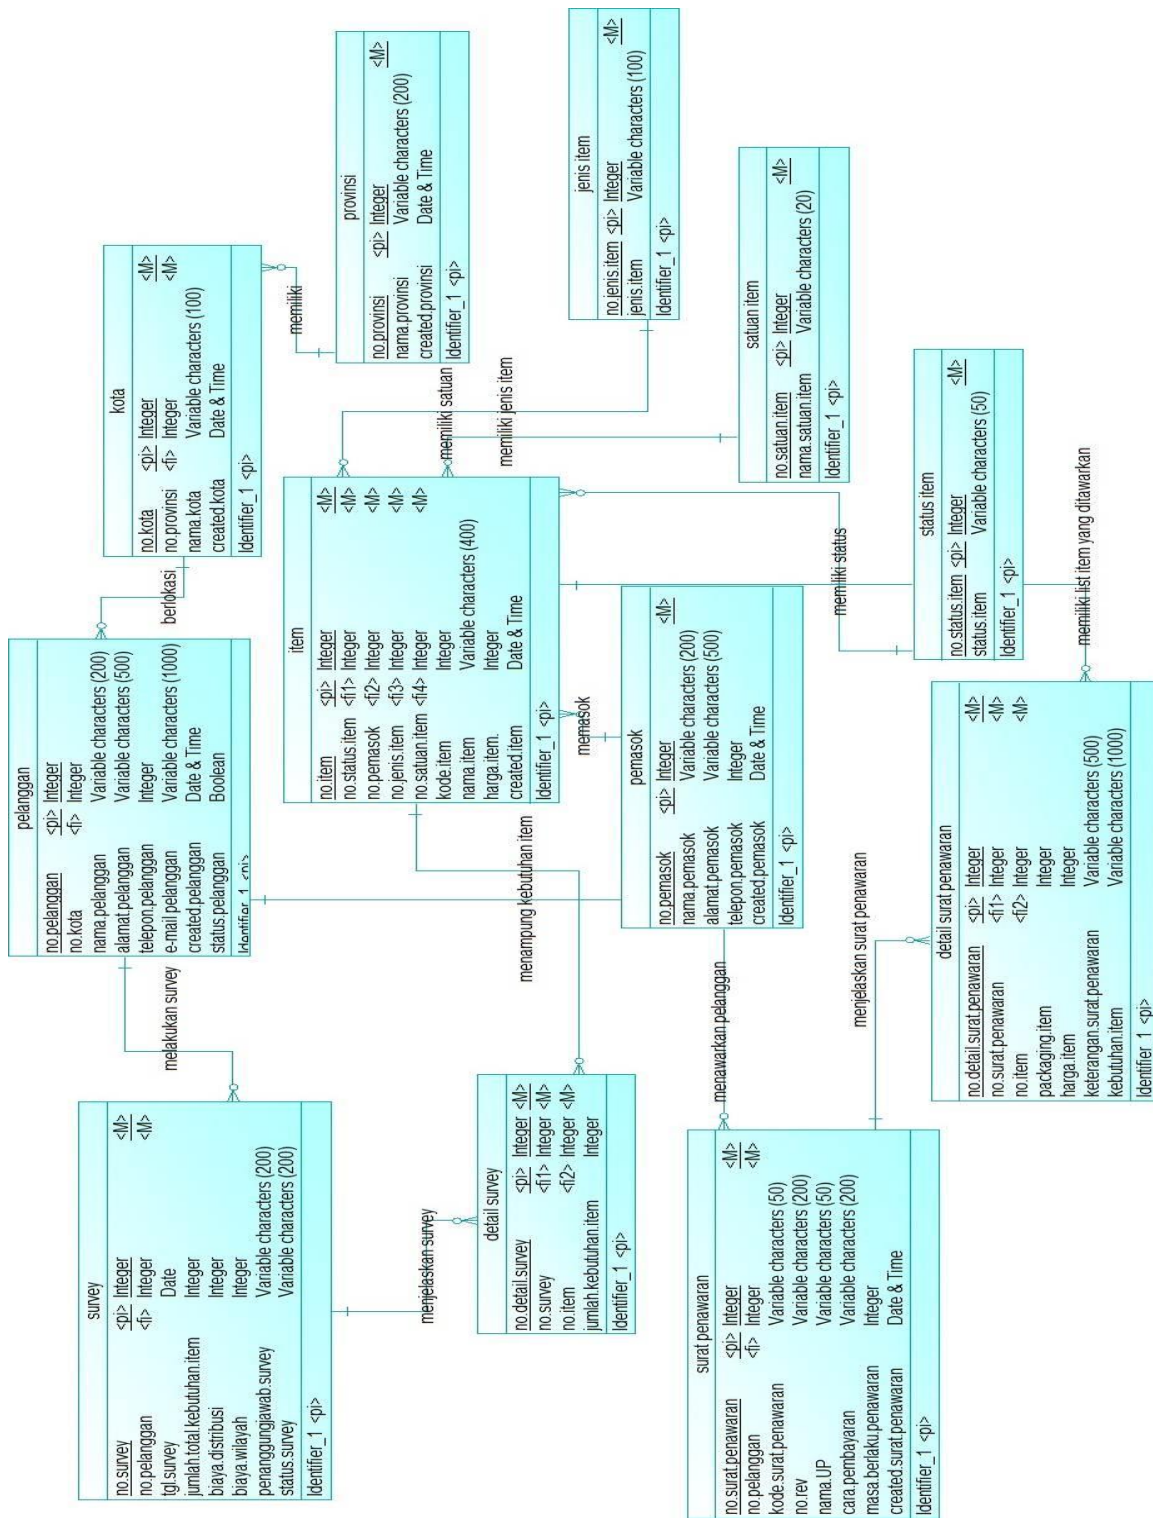 survey
no.survey <pi> Integer <M>
no.pelanggan <fi> Integer <M>
tgl.survey Date
jumlah.total.kebutuhan.item Integer
biaya.distribusi Integer
biaya.wilayah Integer
penanggungjawab.survey Variable characters (200)
status.survey Variable characters (200)
Identifier_1 <pi>
melakukan survey
pelanggan
no.pelanggan <pi> Integer
no.kota <fi> Integer
nama.pelanggan Variable characters (200)
alamat.pelanggan Variable characters (500)
telepon.pelanggan Integer
e-mail.pelanggan Variable characters (1000)
created.pelanggan Date & Time
status.pelanggan Boolean
Identifier_1 <pi>
berlokasi
kota
no.kota <pi> Integer <M>
no.provinsi <fi> Integer <M>
nama.kota Variable characters (100)
created.kota Date & Time
Identifier_1 <pi>
memiliki
provinsi
no.provinsi <pi> Integer <M>
nama.provinsi Variable characters (200)
created.provinsi Date & Time
Identifier_1 <pi>
menjelaskan survey
detail survey
no.detail.survey <pi> Integer <M>
no.survey <fi1> Integer <M>
no.item <fi2> Integer <M>
jumlah.kebutuhan.item Integer
Identifier_1 <pi>
menampung kebutuhan item
item
no.item <pi> Integer <M>
no.status.item <fi1> Integer <M>
no.pemasok <fi2> Integer <M>
no.jenis.item <fi3> Integer <M>
no.satuan.item <fi4> Integer <M>
kode.item Integer
nama.item Variable characters (400)
harga.item. Integer
created.item Date & Time
Identifier_1 <pi>
memiliki satuan
memiliki jenis item
jenis item
no.jenis.item <pi> Integer <M>
jenis.item Variable characters (100)
Identifier_1 <pi>
memasok
pemasok
no.pemasok <pi> Integer <M>
nama.pemasok Variable characters (200)
alamat.pemasok Variable characters (500)
telepon.pemasok Integer
created.pemasok Date & Time
Identifier_1 <pi>
satuan item
no.satuan.item <pi> Integer <M>
nama.satuan.item Variable characters (20)
Identifier_1 <pi>
menawarkan pelanggan
memiliki status
surat penawaran
no.surat.penawaran <pi> Integer <M>
no.pelanggan <fi> Integer <M>
kode.surat.penawaran Variable characters (50)
no.rev Variable characters (200)
nama.UP Variable characters (50)
cara.pembayaran Variable characters (200)
masa.berlaku.penawaran Integer
created.surat.penawaran Date & Time
Identifier_1 <pi>
menjelaskan surat penawaran
status item
no.status.item <pi> Integer <M>
status.item Variable characters (50)
Identifier_1 <pi>
memiliki list item yang ditawarkan
detail surat penawaran
no.detail.surat.penawaran <pi> Integer <M>
no.surat.penawaran <fi1> Integer <M>
no.item <fi2> Integer <M>
packaging.item Integer
harga.item Integer
keterangan.surat.penawaran Variable characters (500)
kebutuhan.item Variable characters (1000)
Identifier_1 <pi>